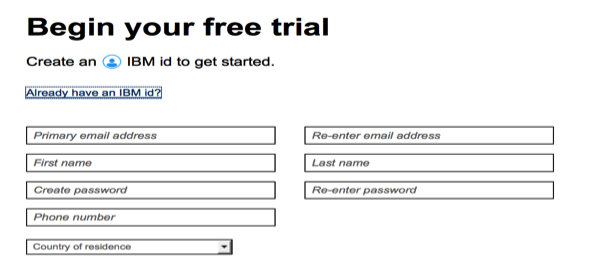 Begin your free trial
Create an IBM id to get started.
Already have an IBM id?
Primary email address
Re-enter email address
First name
Last name
Create password
Re-enter password
Phone number
Country of residence